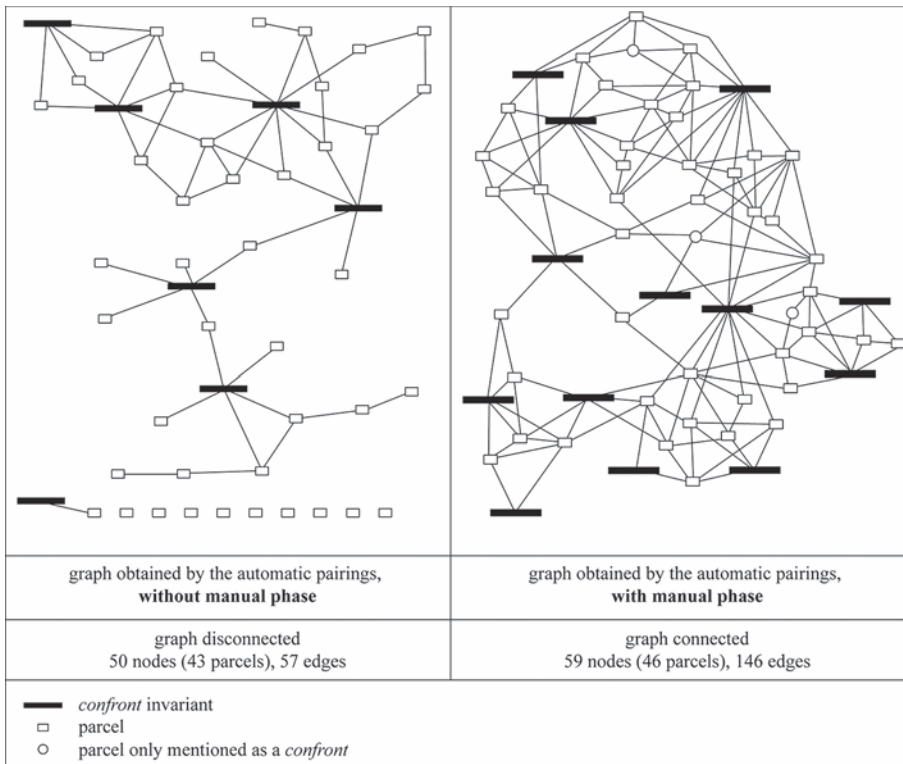 graph obtained by the automatic pairings,
without manual phase
graph obtained by the automatic pairings,
with manual phase
graph disconnected
50 nodes (43 parcels), 57 edges
graph connected
59 nodes (46 parcels), 146 edges
confront invariant
parcel
parcel only mentioned as a confront